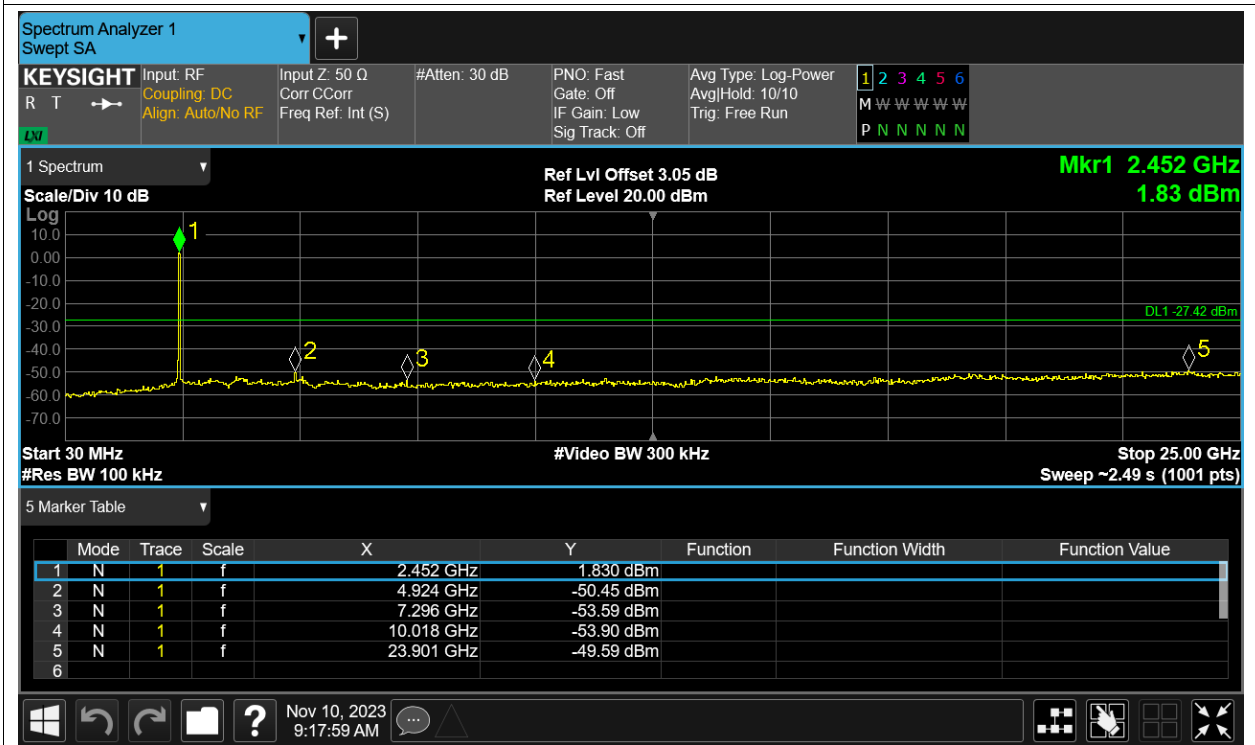 Spectrum Analyzer 1
Swept SA
+
KEYSIGHT
R T
LXI
Input: RF
Coupling: DC
Align: Auto/No RF
Input Z: 50 Ω
Corr CCorr
Freq Ref: Int (S)
#Atten: 30 dB
PNO: Fast
Gate: Off
IF Gain: Low
Sig Track: Off
Avg Type: Log-Power
Avg|Hold: 10/10
Trig: Free Run
1 2 3 4 5 6
M W W W W W
P N N N N N
1 Spectrum
Scale/Div 10 dB
Ref Lvl Offset 3.05 dB
Ref Level 20.00 dBm
Mkr1 2.452 GHz
1.83 dBm
Log
10.0
0.00
-10.0
-20.0
-30.0
-40.0
-50.0
-60.0
-70.0
1
2
3
4
5
DL1 -27.42 dBm
Start 30 MHz
#Res BW 100 kHz
#Video BW 300 kHz
Stop 25.00 GHz
Sweep ~2.49 s (1001 pts)
5 Marker Table
Mode Trace Scale X Y Function Function Width Function Value
1 N 1 f 2.452 GHz 1.830 dBm
2 N 1 f 4.924 GHz -50.45 dBm
3 N 1 f 7.296 GHz -53.59 dBm
4 N 1 f 10.018 GHz -53.90 dBm
5 N 1 f 23.901 GHz -49.59 dBm
6
?
Nov 10, 2023
9:17:59 AM